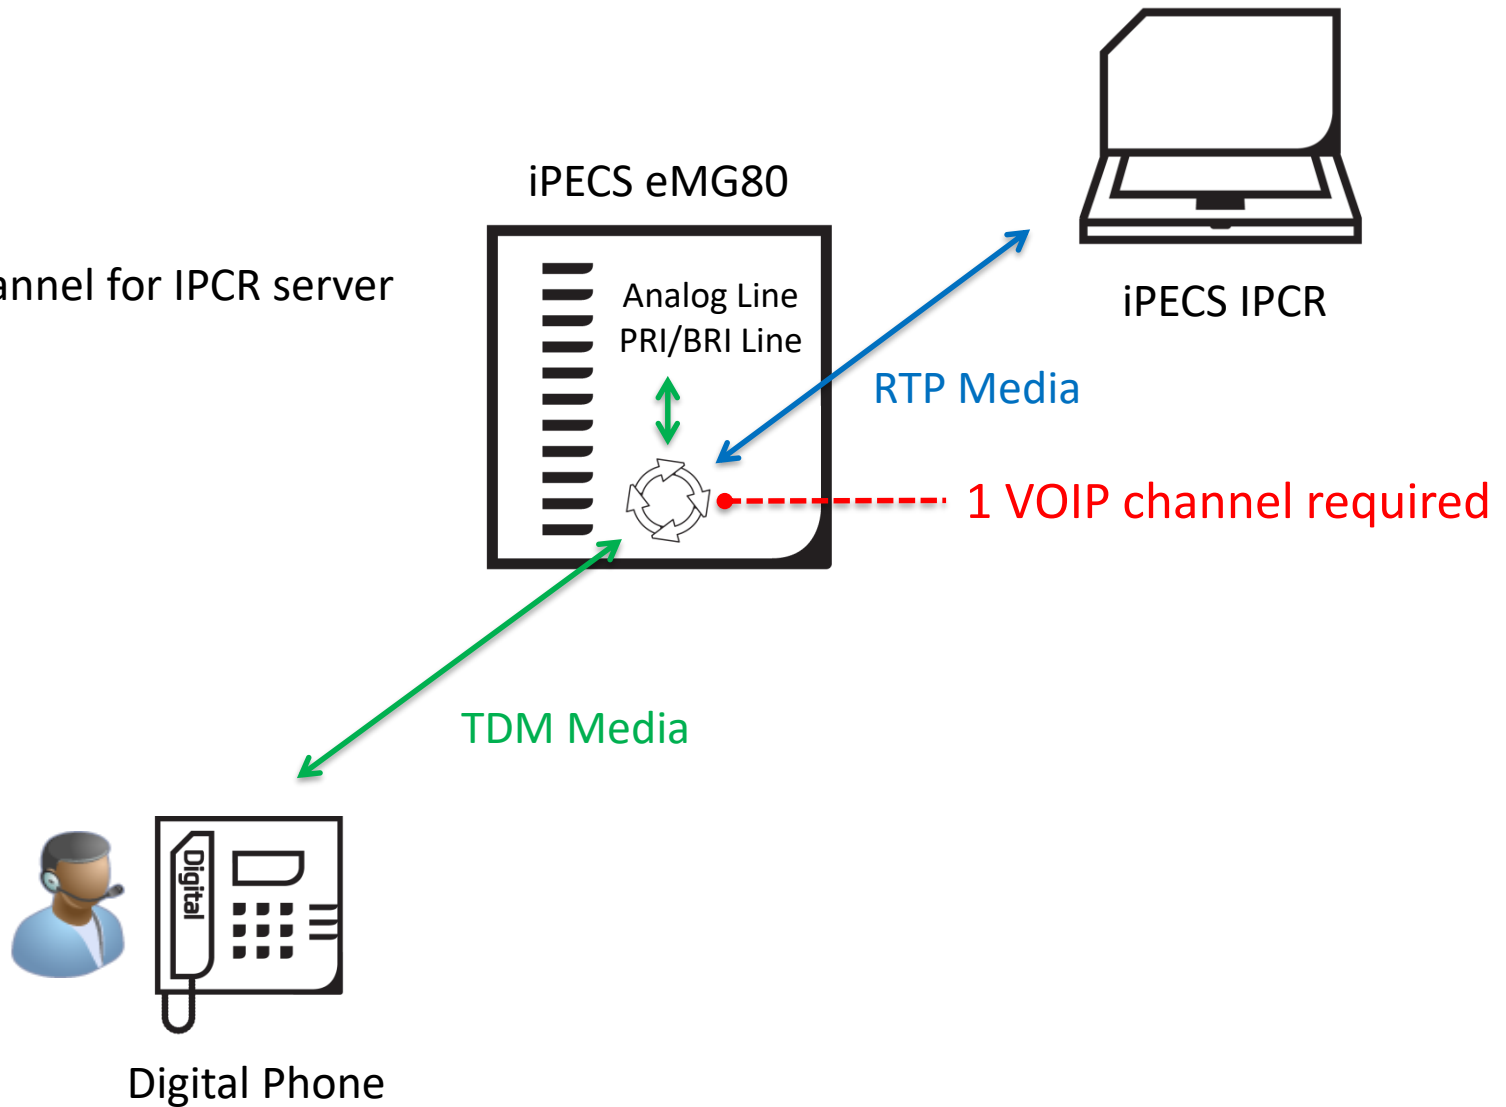 iPECS eMG80
annel for IPCR server
Analog Line
PRI/BRI Line
iPECS IPCR
RTP Media
1 VOIP channel required
TDM Media
Digital
Digital Phone